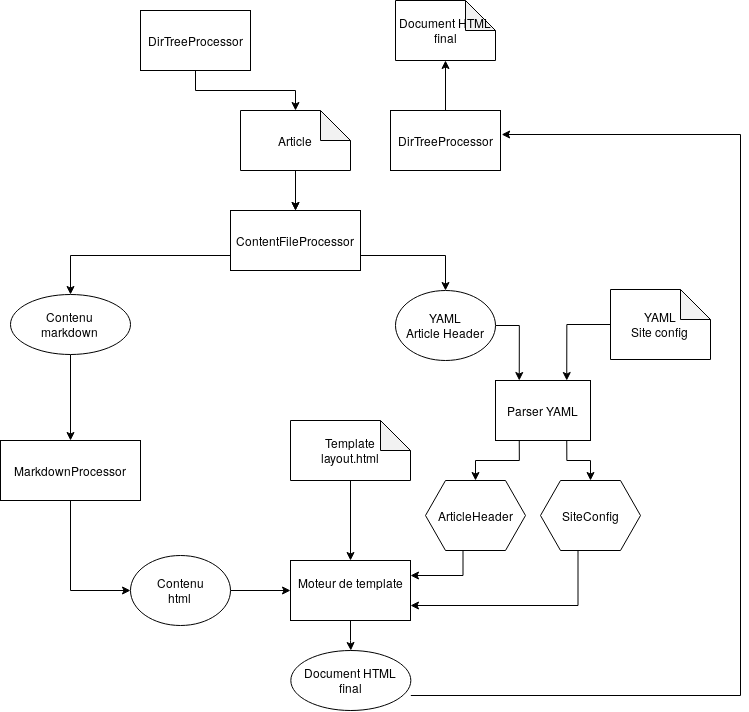 DirTreeProcessor
Document HTML
final
Article
DirTreeProcessor
ContentFileProcessor
Contenu
markdown
YAML
Article Header
YAML
Site config
Parser YAML
Template
layout.html
MarkdownProcessor
ArticleHeader
SiteConfig
Contenu
html
Moteur de template
Document HTML
final